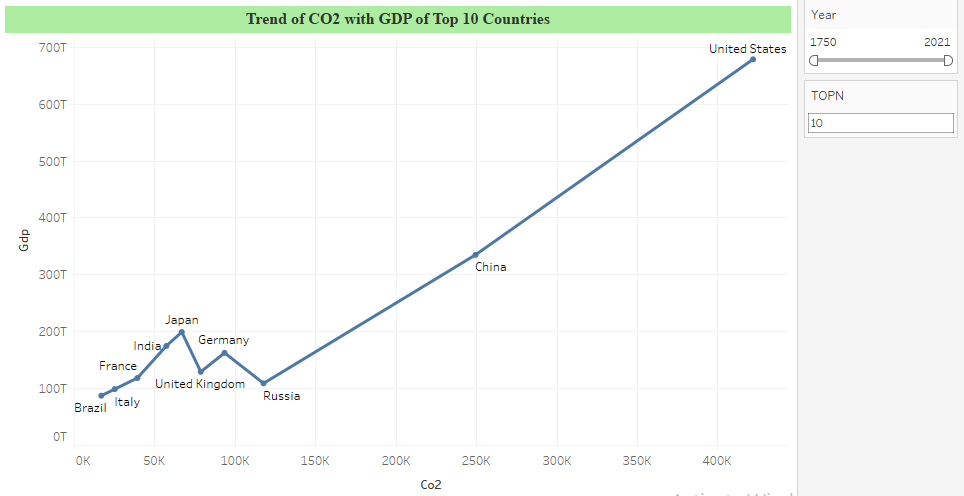 Trend of CO2 with GDP of Top 10 Countries
700T
600T
500T
400T
300T
200T
100T
0T
Gdp
United States
China
Japan
Germany
India
France
United Kingdom
Russia
Italy
Brazil
0K 50K 100K 150K 200K 250K 300K 350K 400K
Co2
Year
1750 2021
TOPN
10